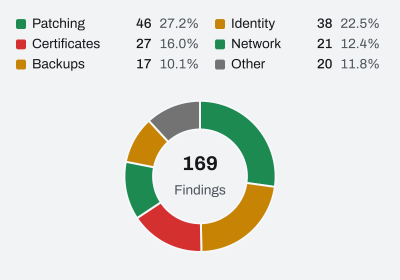 Patching 46 27.2% Identity 38 22.5%
Certificates 27 16.0% Network 21 12.4%
Backups 17 10.1% Other 20 11.8%
169
Findings